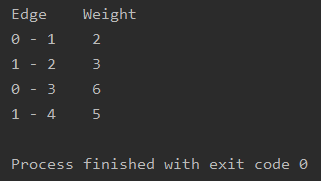 Edge Weight
0 - 1 2
1 - 2 3
0 - 3 6
1 - 4 5
Process finished with exit code 0